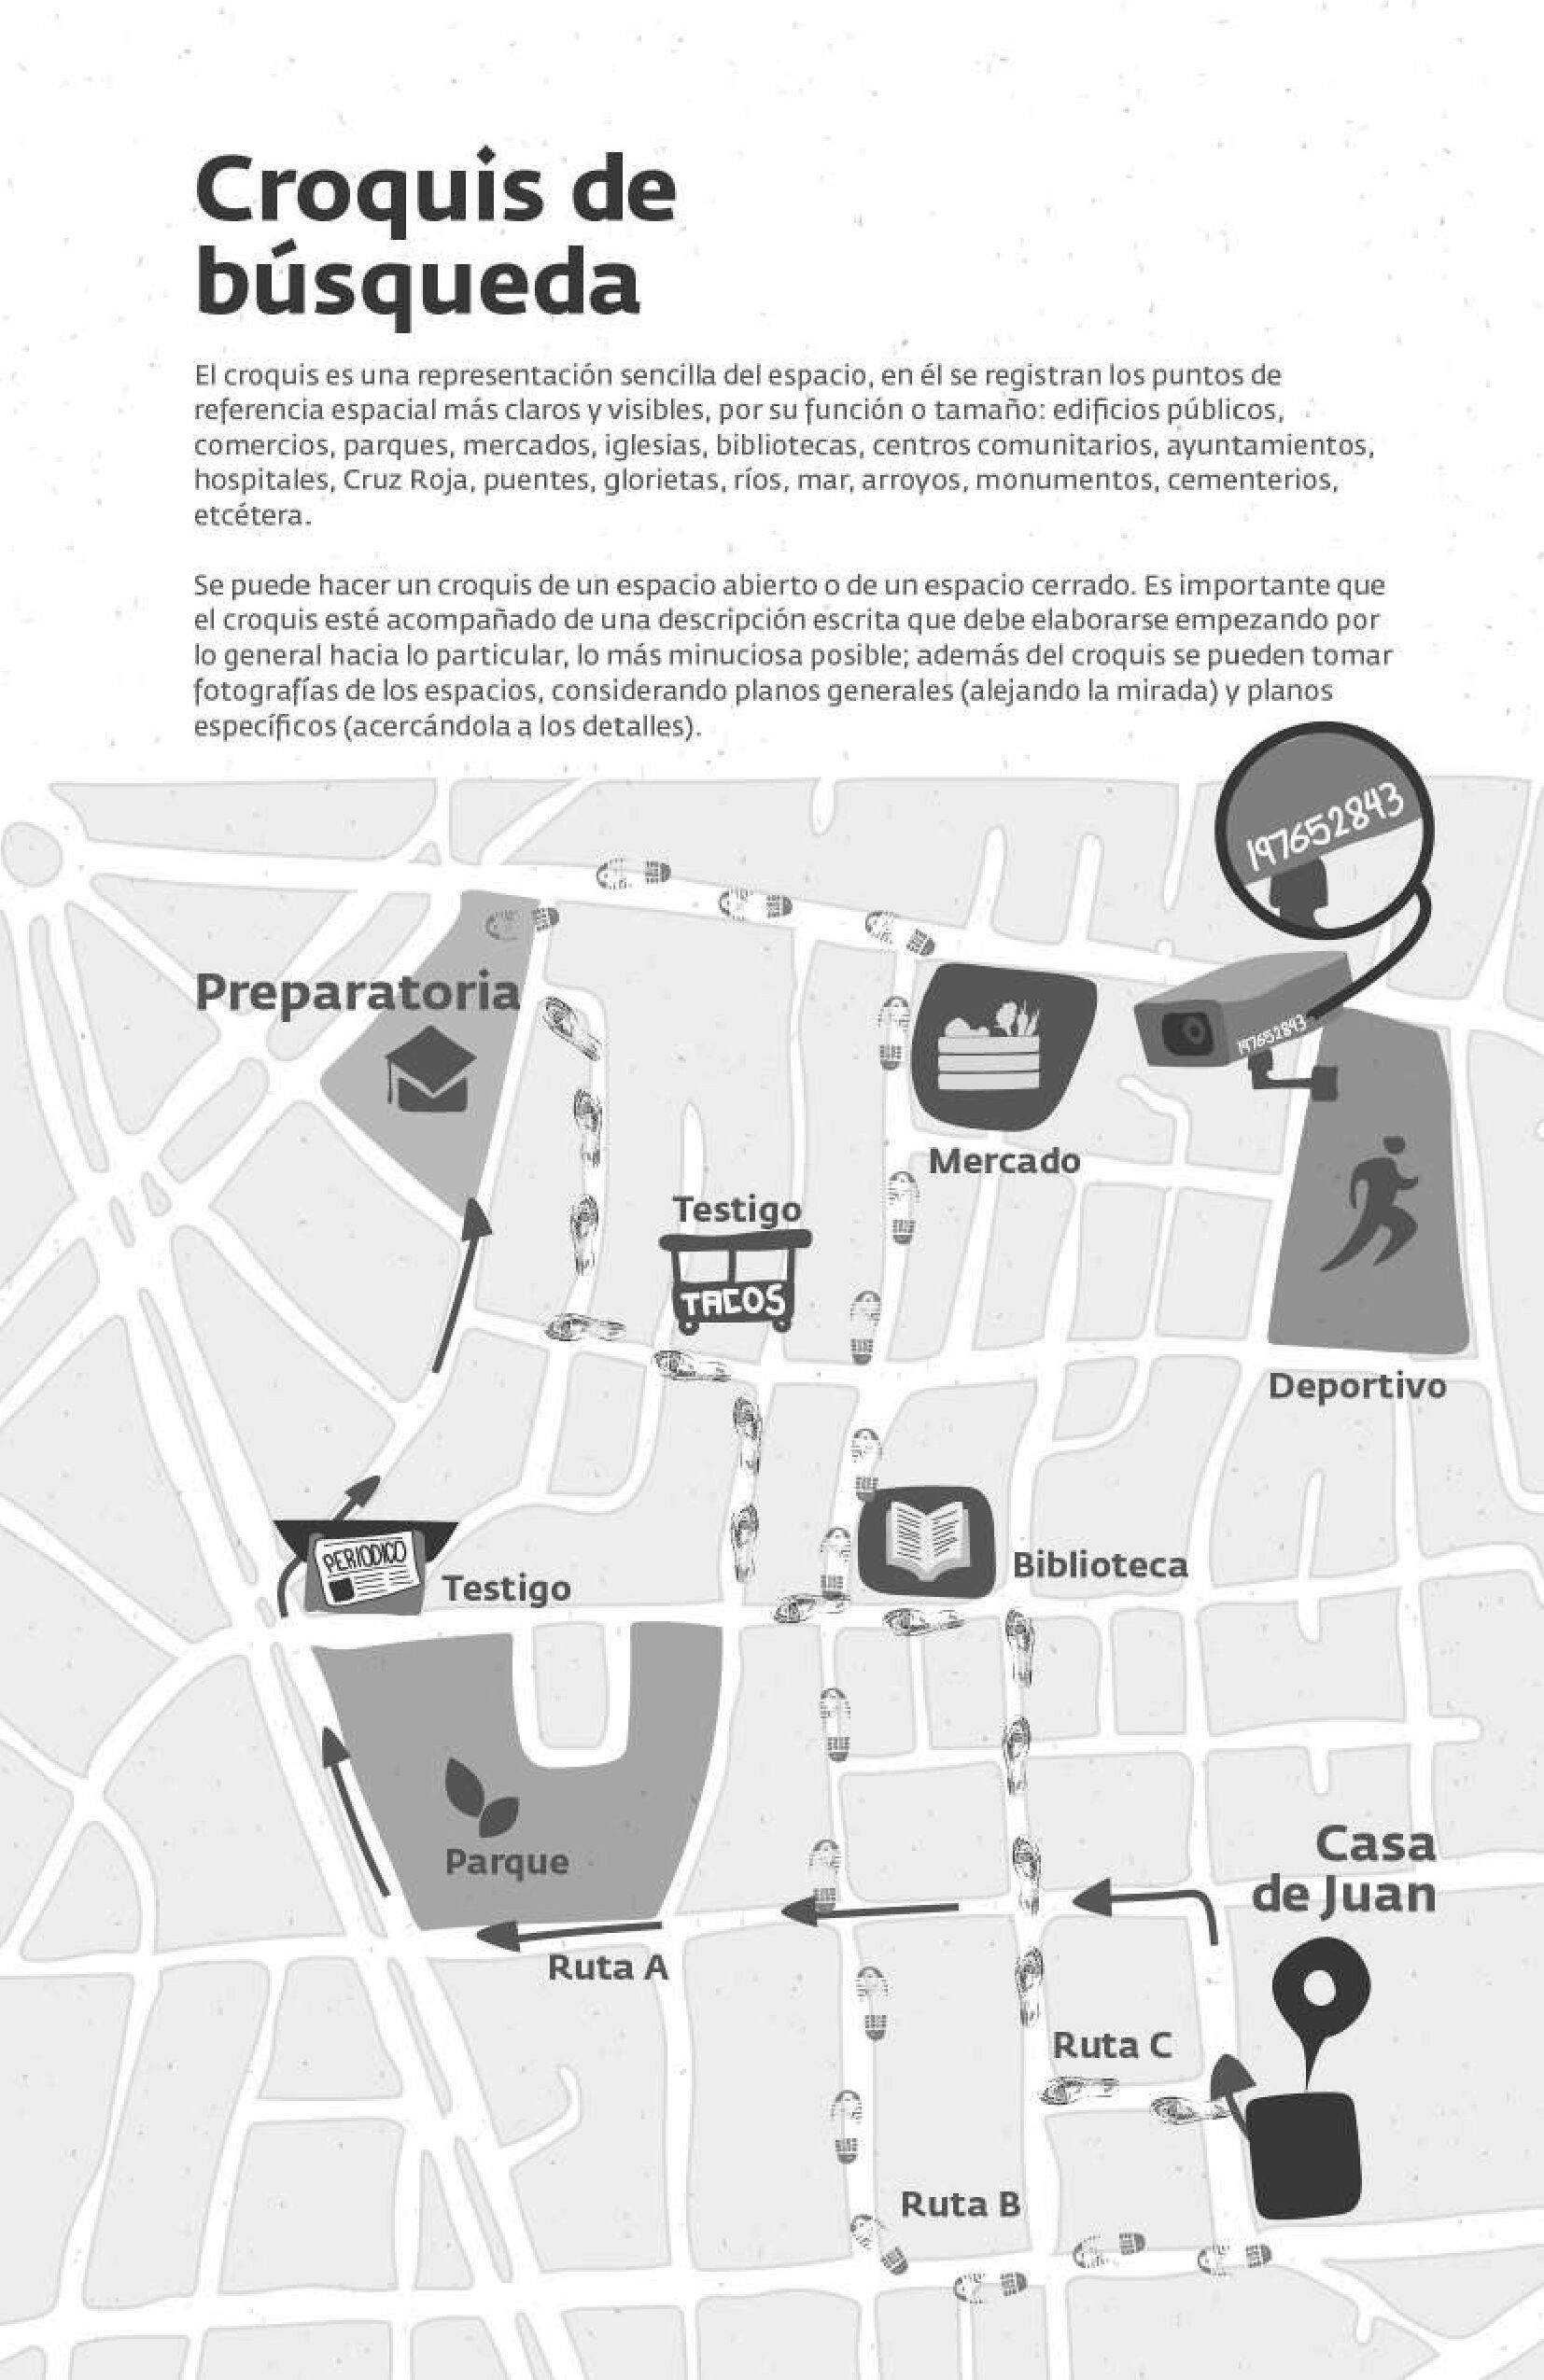 Croquis de
búsqueda
El croquis es una representación sencilla del espacio, en él se registran los puntos de
referencia espacial más claros y visibles, por su función o tamaño: edificios públicos,
comercios, parques, mercados, iglesias, bibliotecas, centros comunitarios, ayuntamientos,
hospitales, Cruz Roja, puentes, glorietas, ríos, mar, arroyos, monumentos, cementerios,
etcétera.
Se puede hacer un croquis de un espacio abierto o de un espacio cerrado. Es importante que
el croquis esté acompañado de una descripción escrita que debe elaborarse empezando por
lo general hacia lo particular, lo más minuciosa posible; además del croquis se pueden tomar
fotografías de los espacios, considerando planos generales (alejando la mirada) y planos
específicos (acercándola a los detalles).
197652843
Preparatoria
197652843
Mercado
Testigo
TACOS
Deportivo
PERIODICO
Testigo
Biblioteca
Parque
Casa
de Juan
Ruta A
Ruta C
Ruta B